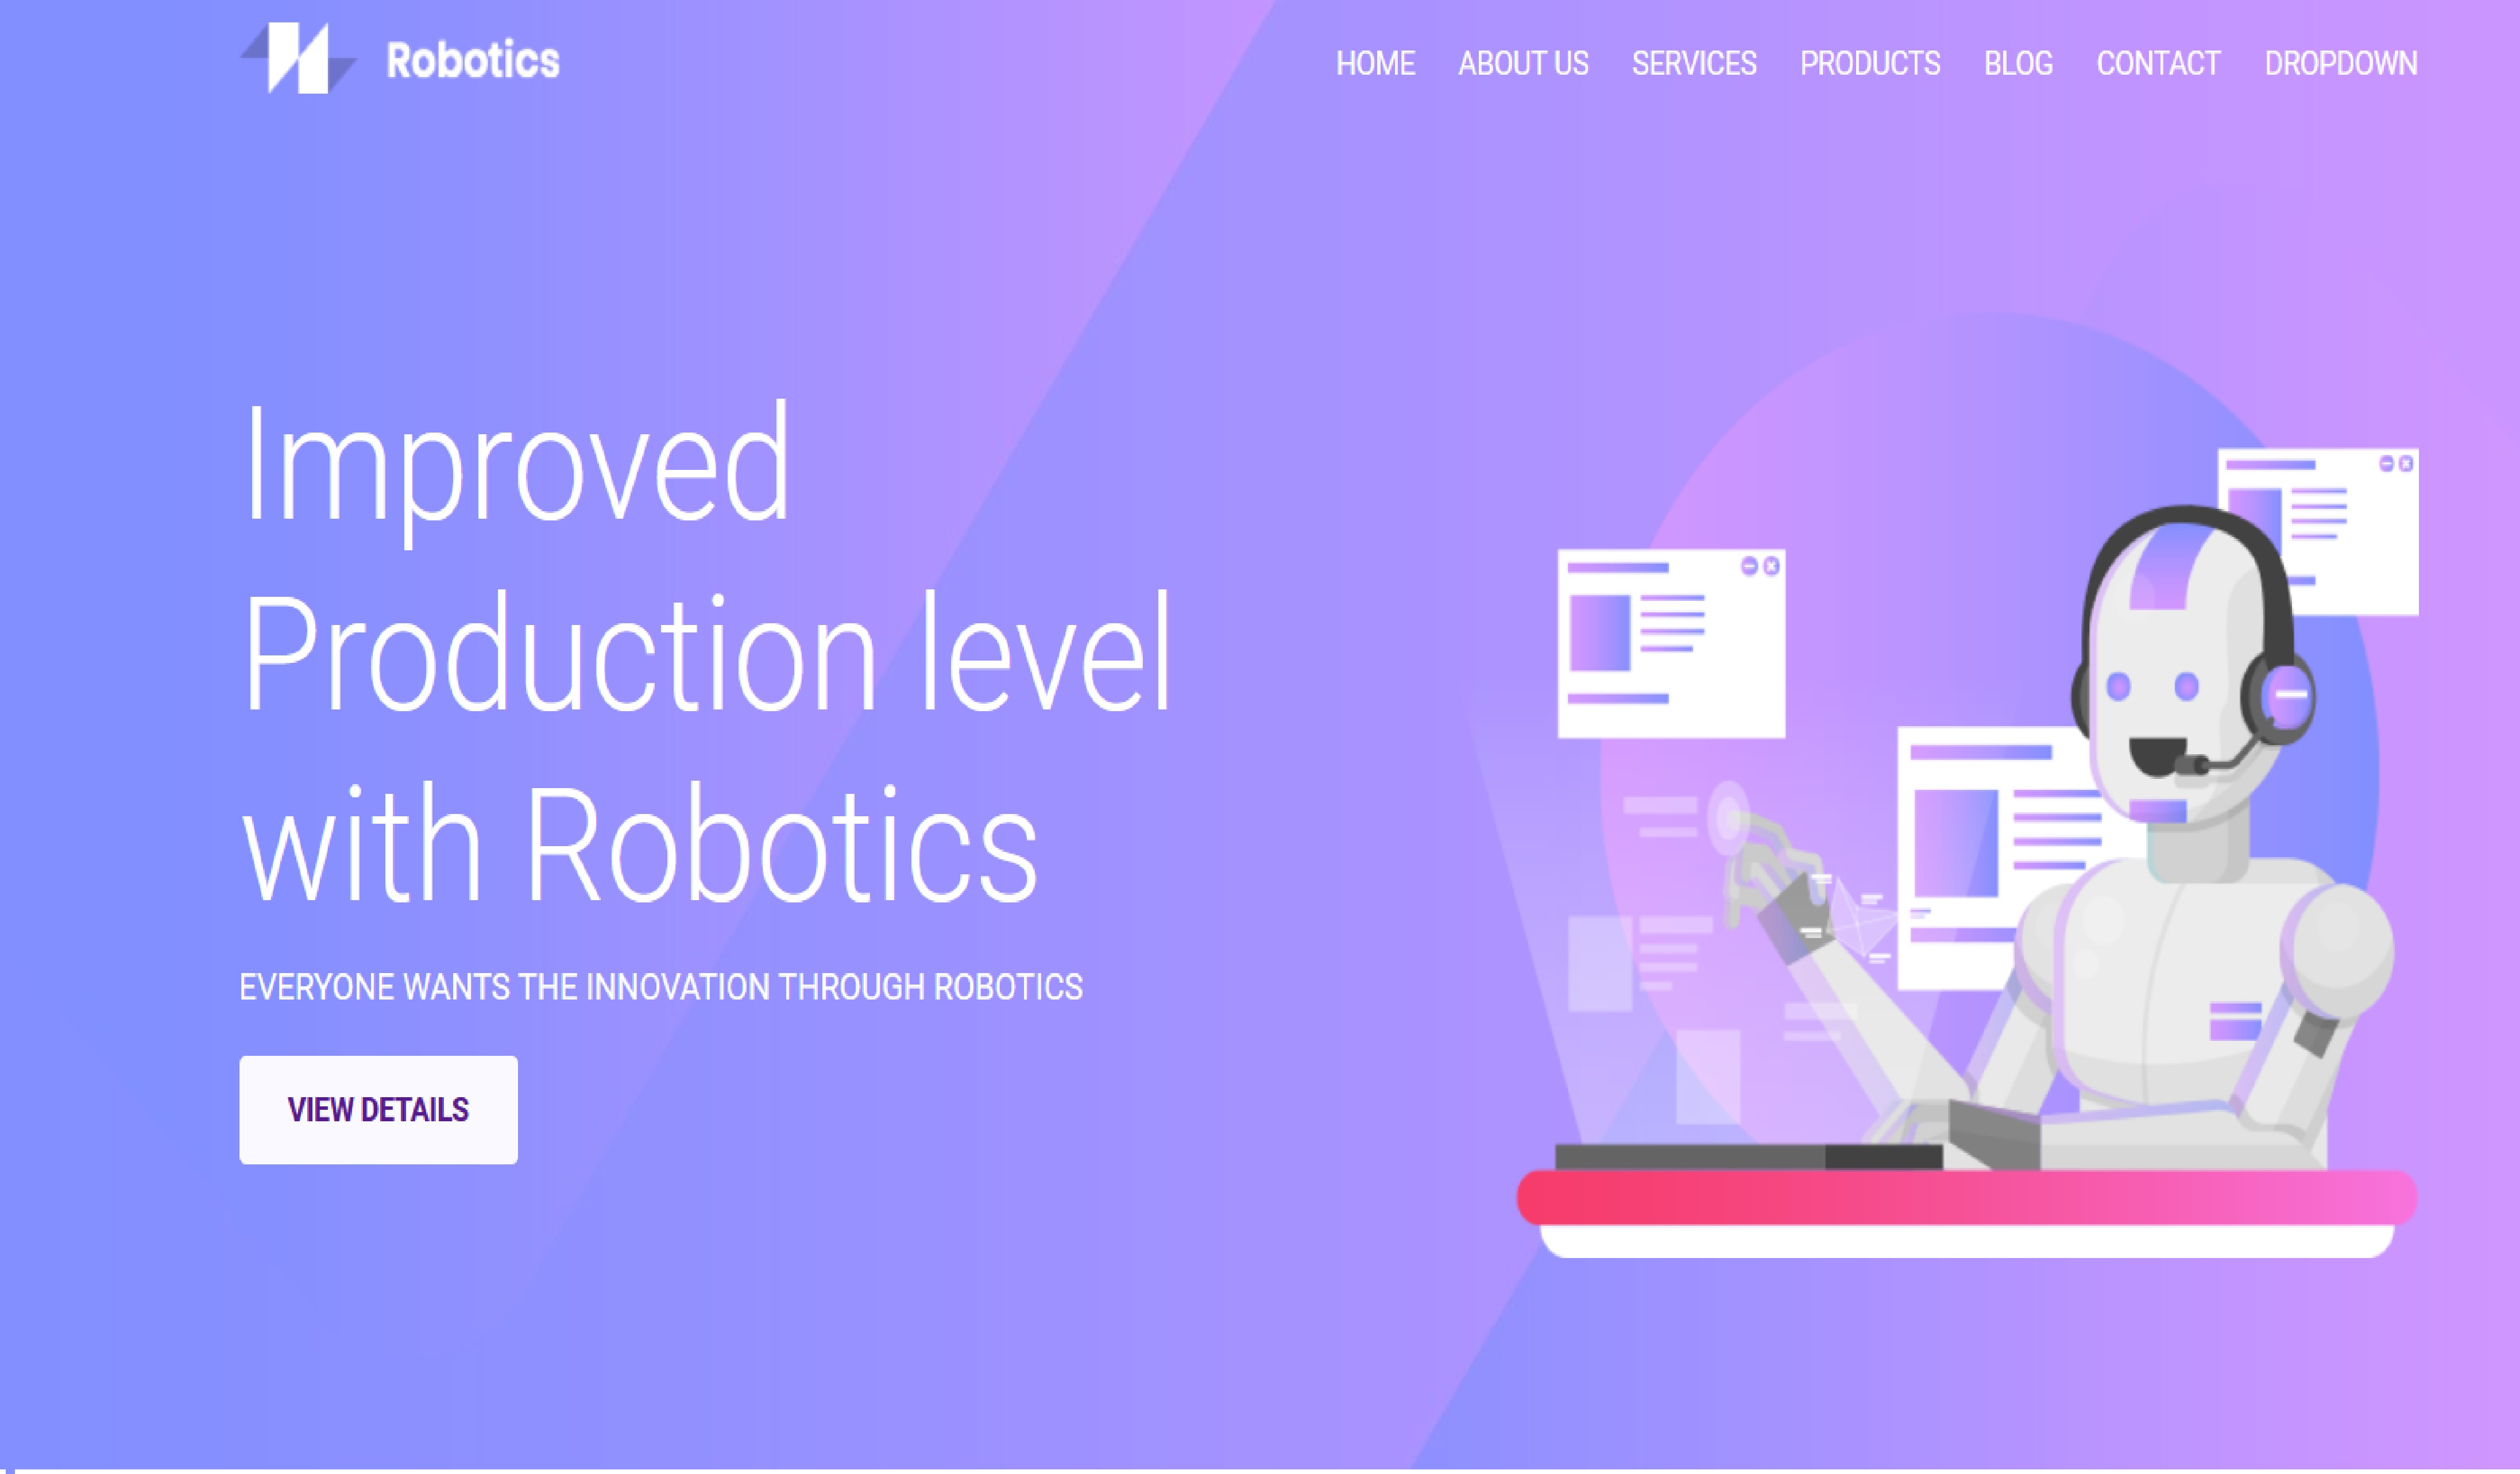 Robotics
HOME ABOUT US SERVICES PRODUCTS BLOG CONTACT DROPDOWN
Improved
Production level
with Robotics
EVERYONE WANTS THE INNOVATION THROUGH ROBOTICS
VIEW DETAILS